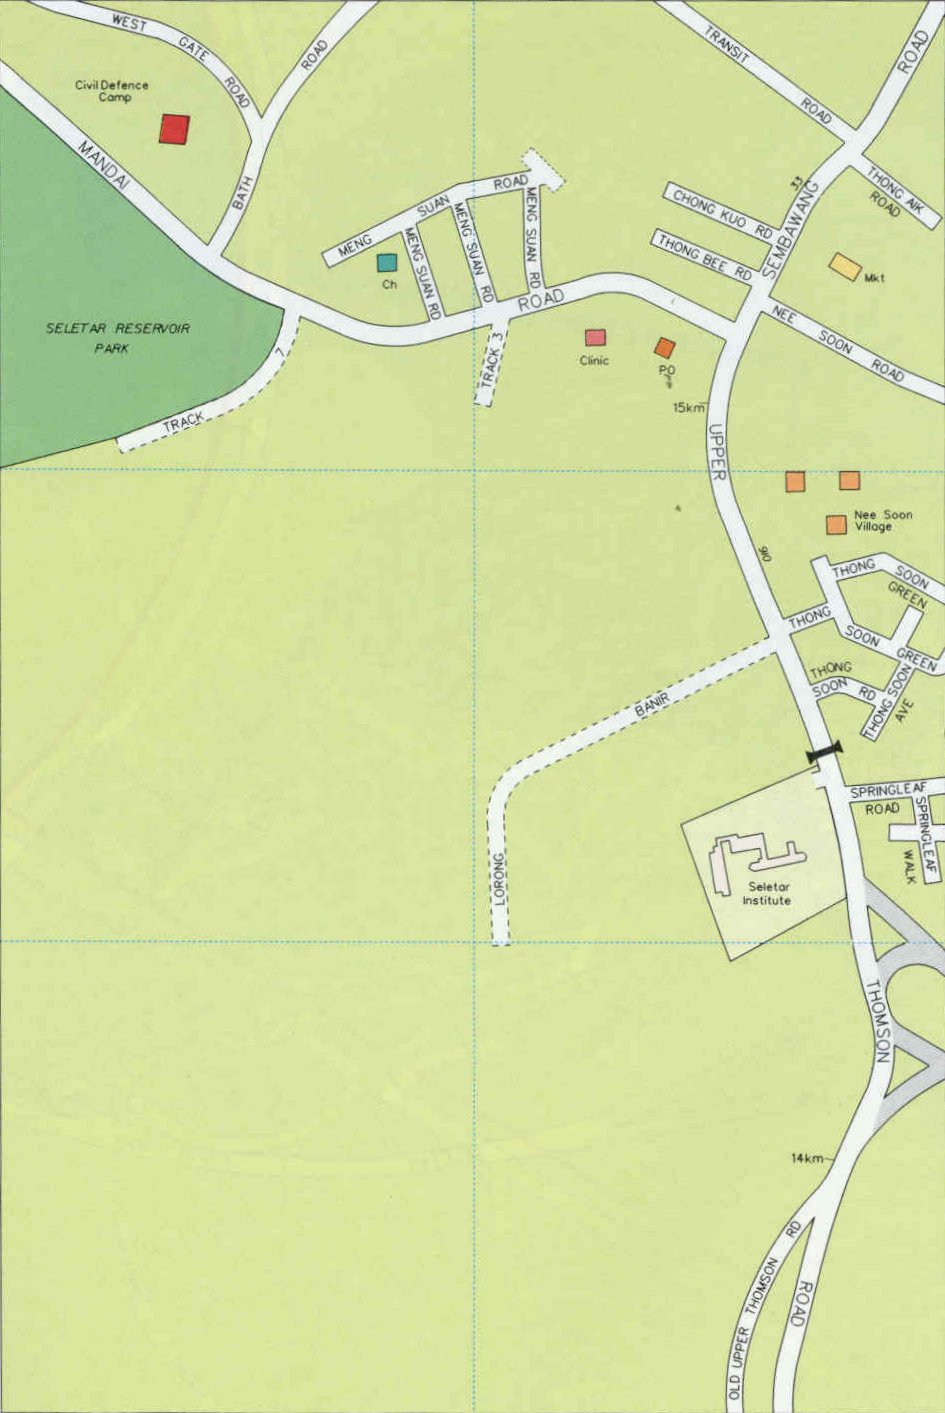 WEST GATE ROAD
ROAD
TRANSIT ROAD
ROAD
Civil Defence
Camp
MANDAI
BATH
MENG SUAN ROAD
MENG SUAN RD
MENG SUAN RD
MENG SUAN RD
Ch
CHONG KUO RD
THONG BEE RD
33
SEMBAWANG
THONG AIK
ROAD
Mkt
NEE SOON ROAD
ROAD
SELETAR RESERVOIR
PARK
TRACK 7
TRACK 3
Clinic
PO
15km
UPPER
Nee Soon
Village
910
THONG SOON
GREEN
THONG
SOON GREEN
THONG
SOON RD
THONG SOON
AVE
LORONG BANIR
SPRINGLEAF
ROAD
SPRINGLEAF
WALK
Seletar
Institute
THOMSON
14km
OLD UPPER THOMSON RD
ROAD